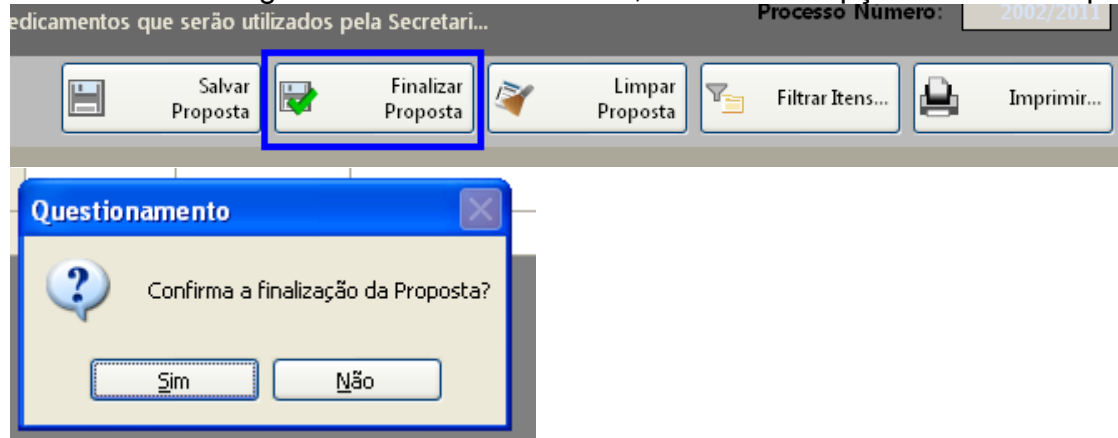 edicamentos que serão utilizados pela Secretari... Processo Número: 2002/2011
Salvar Proposta
Finalizar Proposta
Limpar Proposta
Filtrar Itens...
Imprimir...
Questionamento
Confirma a finalização da Proposta?
Sim
Não